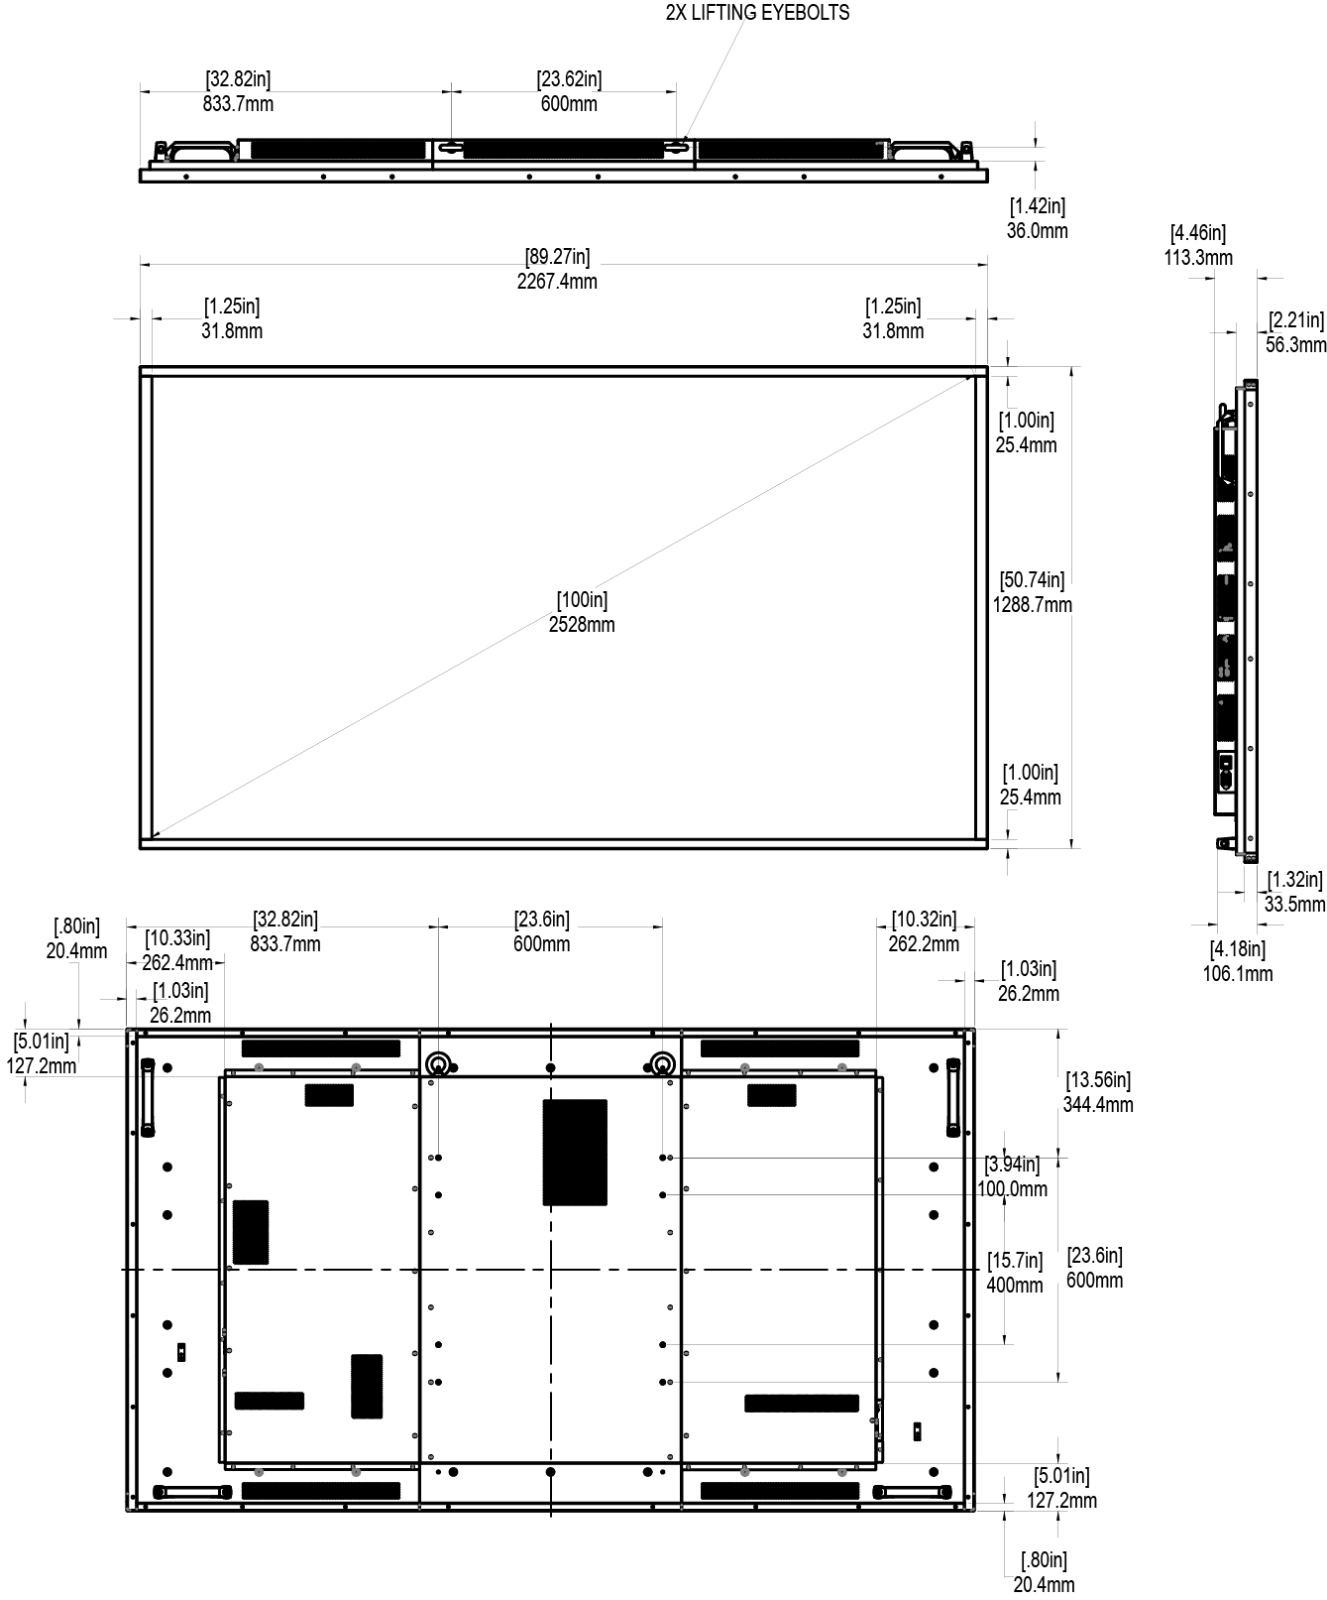 2X LIFTING EYEBOLTS
[32.82in]
833.7mm
[23.62in]
600mm
[1.42in]
36.0mm
[4.46in]
113.3mm
[89.27in]
2267.4mm
[1.25in]
31.8mm
[1.25in]
31.8mm
[2.21in]
56.3mm
[1.00in]
25.4mm
[50.74in]
1288.7mm
[100in]
2528mm
[1.00in]
25.4mm
[1.32in]
33.5mm
[4.18in]
106.1mm
[.80in]
20.4mm
[32.82in]
833.7mm
[23.6in]
600mm
[10.32in]
262.2mm
[10.33in]
262.4mm
[1.03in]
26.2mm
[1.03in]
26.2mm
[5.01in]
127.2mm
[13.56in]
344.4mm
[3.94in]
100.0mm
[15.7in]
400mm
[23.6in]
600mm
[5.01in]
127.2mm
[.80in]
20.4mm